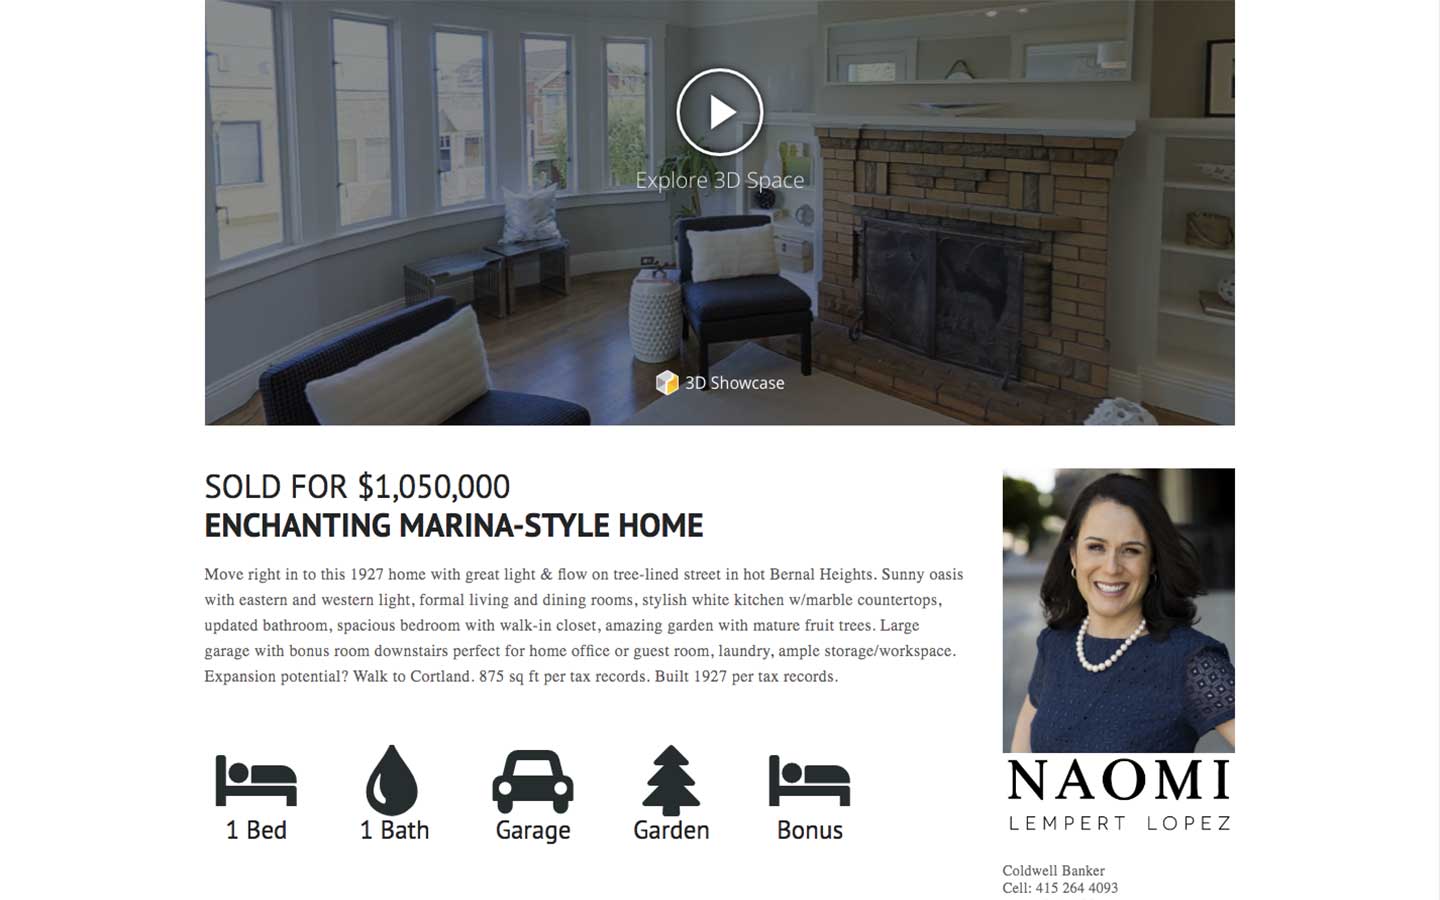 Explore 3D Space
3D Showcase
SOLD FOR $1,050,000
ENCHANTING MARINA-STYLE HOME
Move right in to this 1927 home with great light & flow on tree-lined street in hot Bernal Heights. Sunny oasis
with eastern and western light, formal living and dining rooms, stylish white kitchen w/marble countertops,
updated bathroom, spacious bedroom with walk-in closet, amazing garden with mature fruit trees. Large
garage with bonus room downstairs perfect for home office or guest room, laundry, ample storage/workspace.
Expansion potential? Walk to Cortland. 875 sq ft per tax records. Built 1927 per tax records.
1 Bed
1 Bath
Garage
Garden
Bonus
NAOMI
LEMPERT LOPEZ
Coldwell Banker
Cell: 415 264 4093